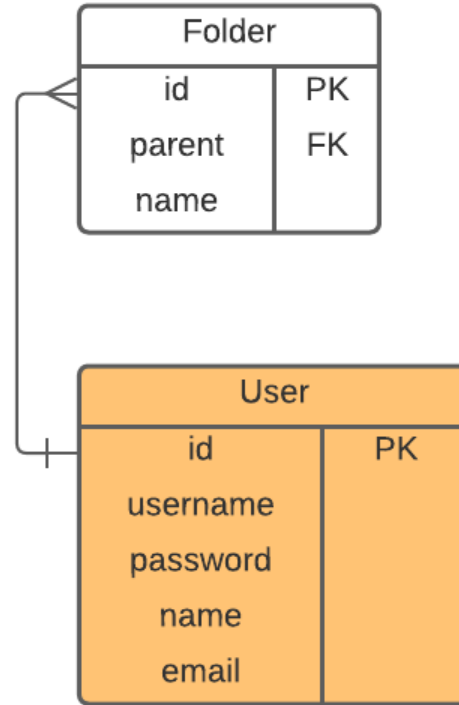 Folder
id PK
parent FK
name
User
id PK
username
password
name
email